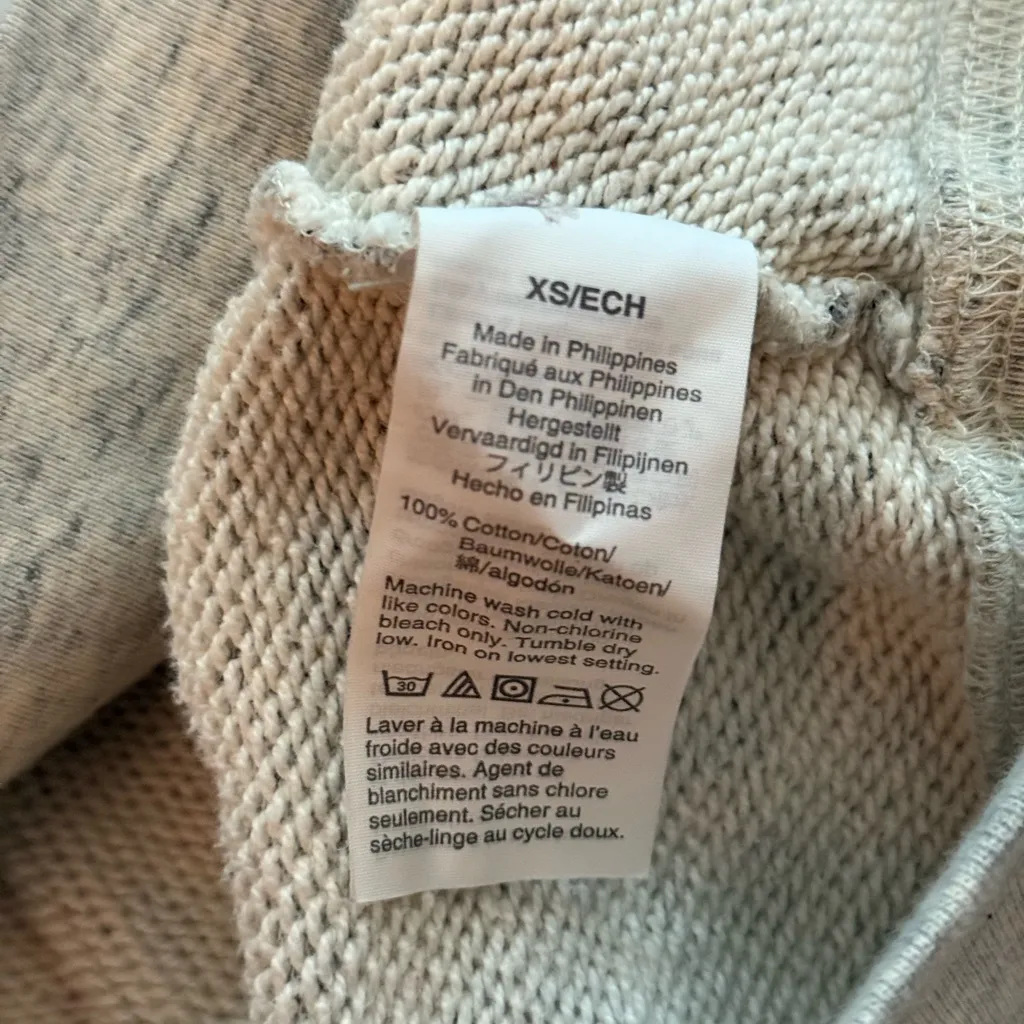 XS/ECH
Made in Philippines
Fabriqué aux Philippines
in Den Philippinen
Hergestellt
Vervaardigd in Filipijnen
フィリピン製
Hecho en Filipinas
100% Cotton/Coton/
Baumwolle/Katoen/
綿/algodón
Machine wash cold with
like colors. Non-chlorine
bleach only. Tumble dry
low. Iron on lowest setting.
30
Laver à la machine à l'eau
froide avec des couleurs
similaires. Agent de
blanchiment sans chlore
seulement. Sécher au
sèche-linge au cycle doux.